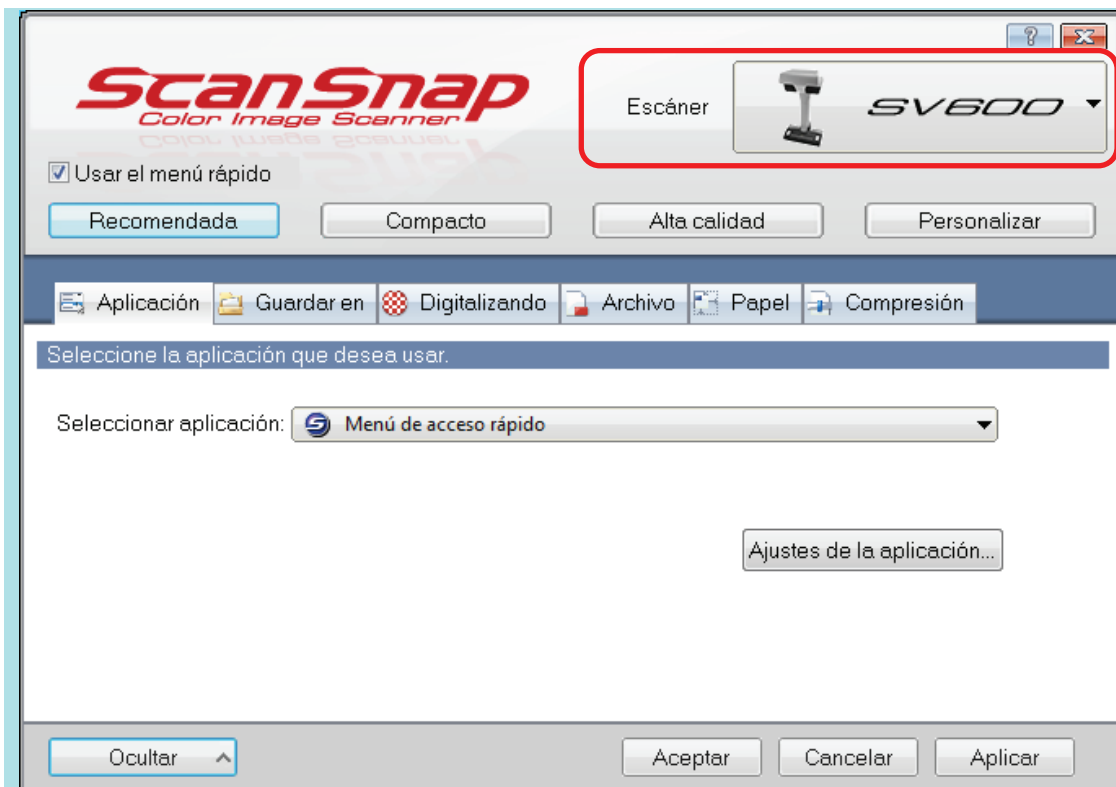 ScanSnap
Color Image Scanner
Escáner
SV600
Usar el menú rápido
Recomendada Compacto Alta calidad Personalizar
Aplicación Guardar en Digitalizando Archivo Papel Compresión
Seleccione la aplicación que desea usar.
Seleccionar aplicación: Menú de acceso rápido
Ajustes de la aplicación...
Ocultar Aceptar Cancelar Aplicar